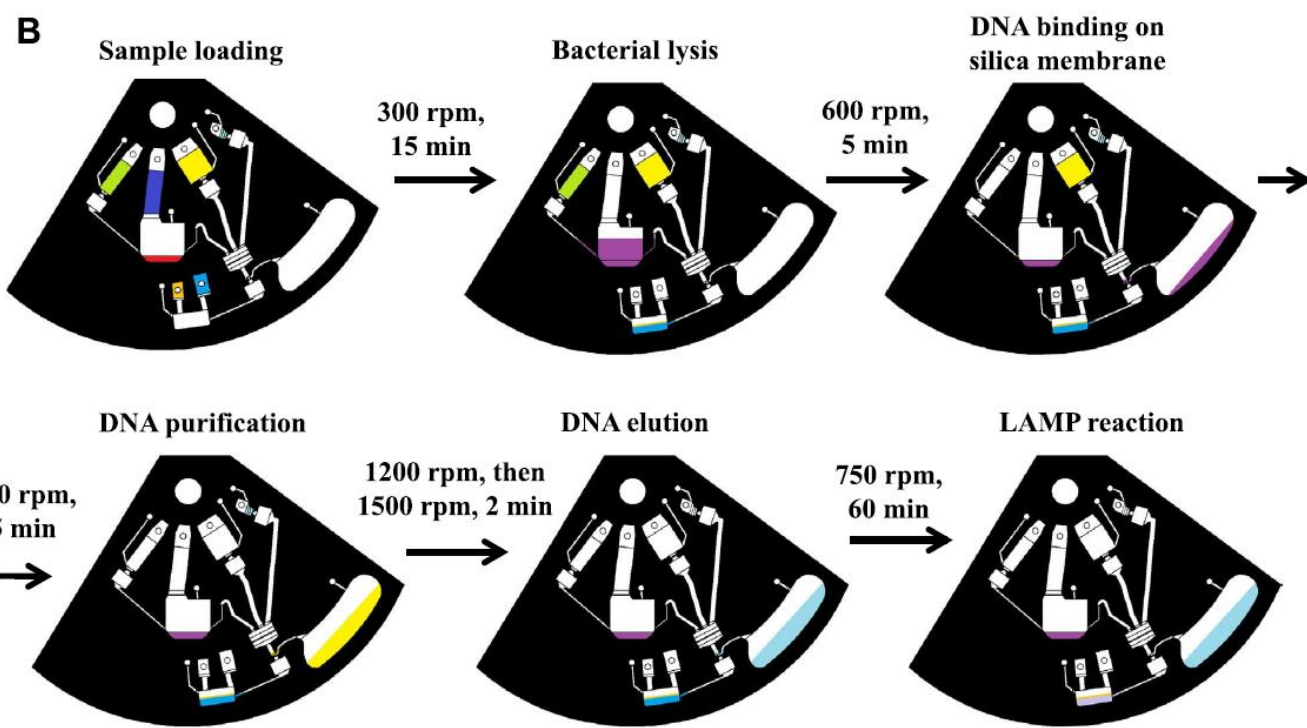 B
Sample loading
300 rpm,
15 min
Bacterial lysis
600 rpm,
5 min
DNA binding on
silica membrane
0 rpm,
min
DNA purification
1200 rpm, then
1500 rpm, 2 min
DNA elution
750 rpm,
60 min
LAMP reaction